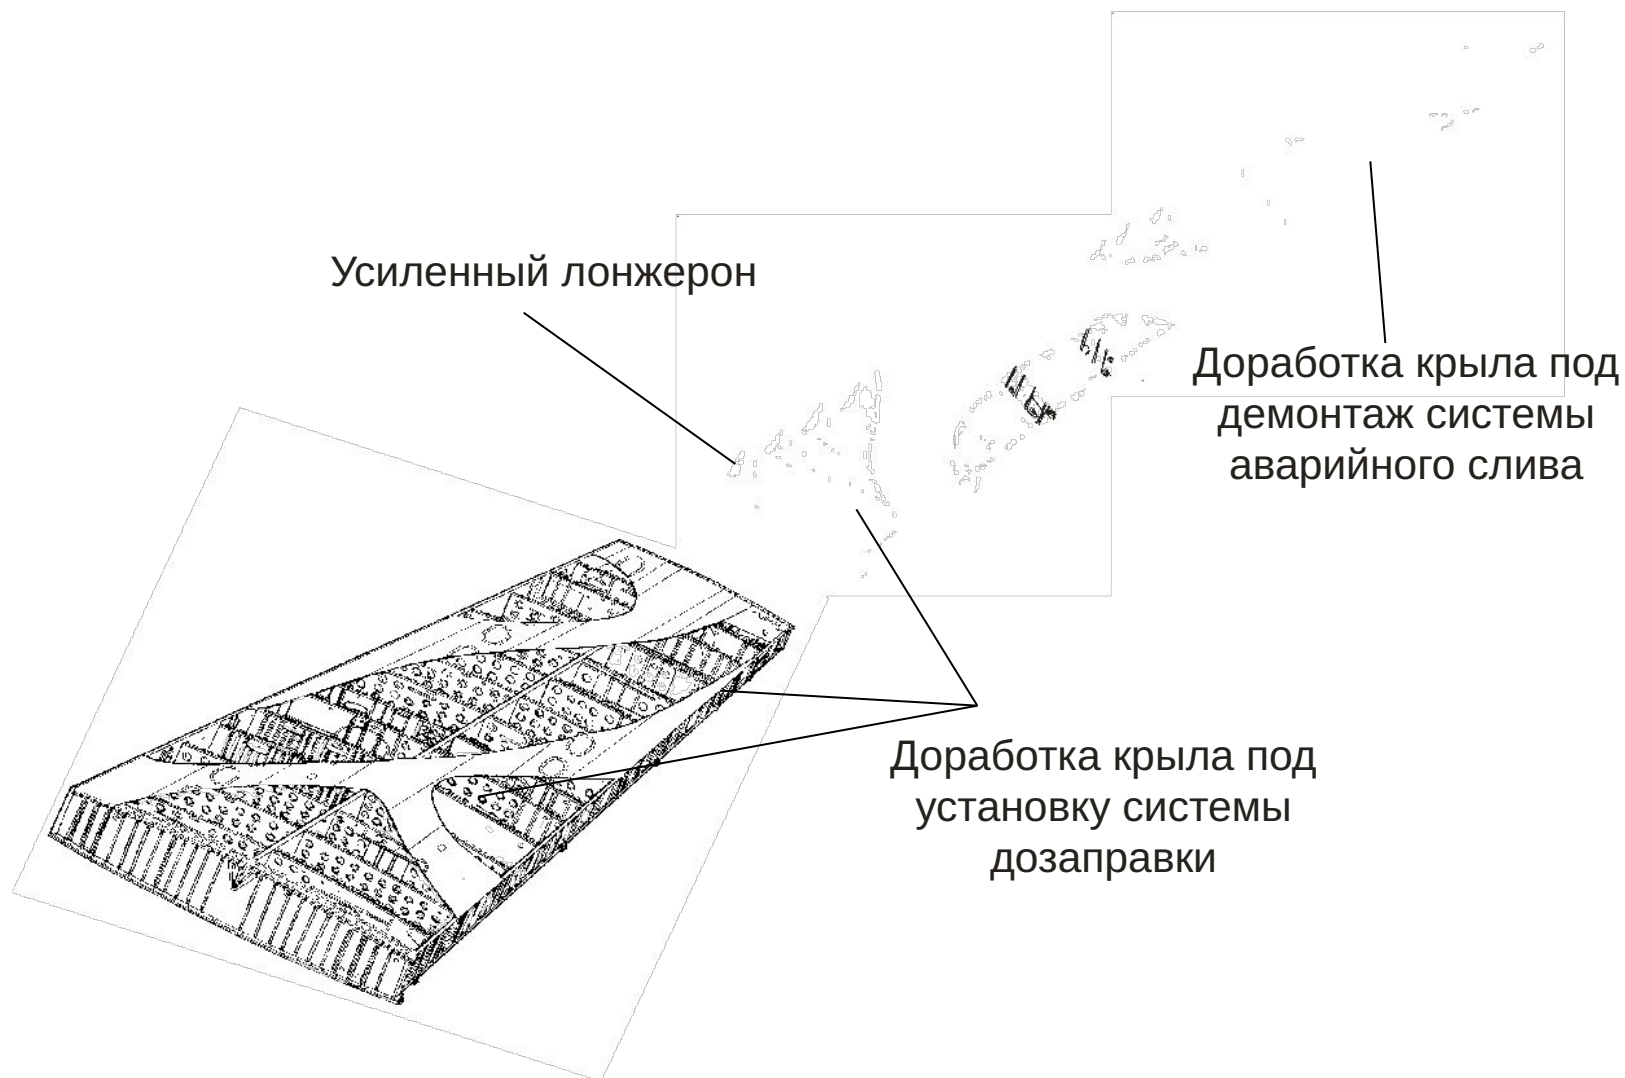 Усиленный лонжерон
Доработка крыла под
демонтаж системы
аварийного слива
Доработка крыла под
установку системы
дозаправки